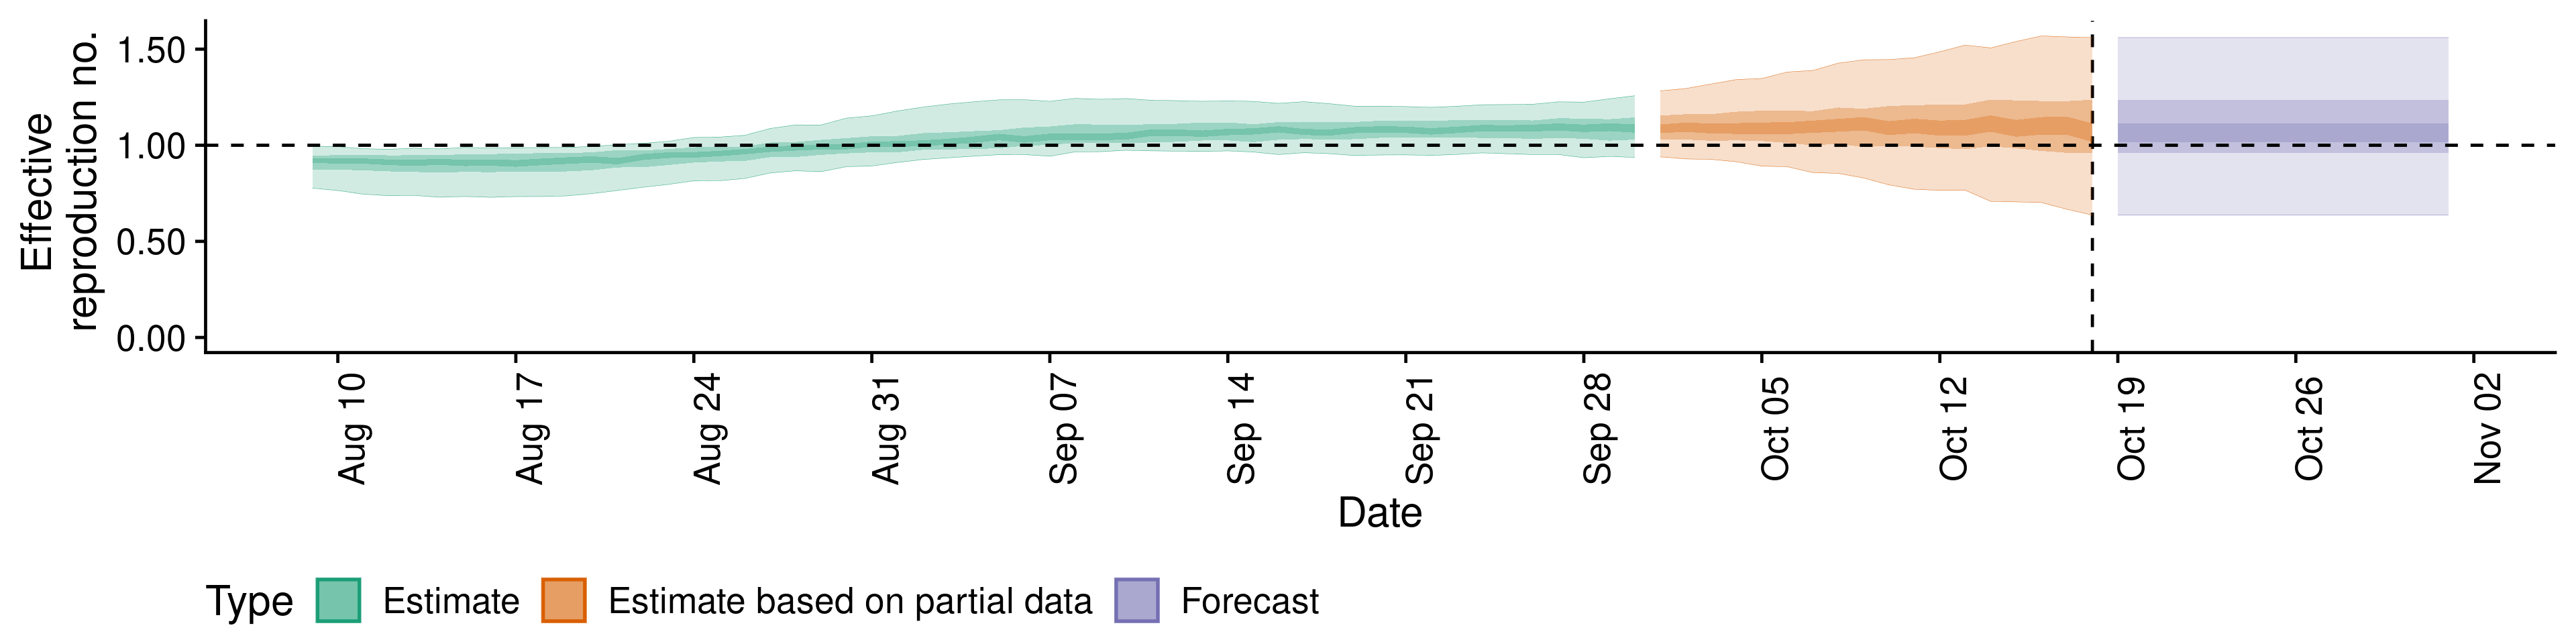 Effective
reproduction no.
1.50
1.00
0.50
0.00
Aug 10
Aug 17
Aug 24
Aug 31
Sep 07
Sep 14
Sep 21
Sep 28
Oct 05
Oct 12
Oct 19
Oct 26
Nov 02
Date
Type Estimate Estimate based on partial data Forecast